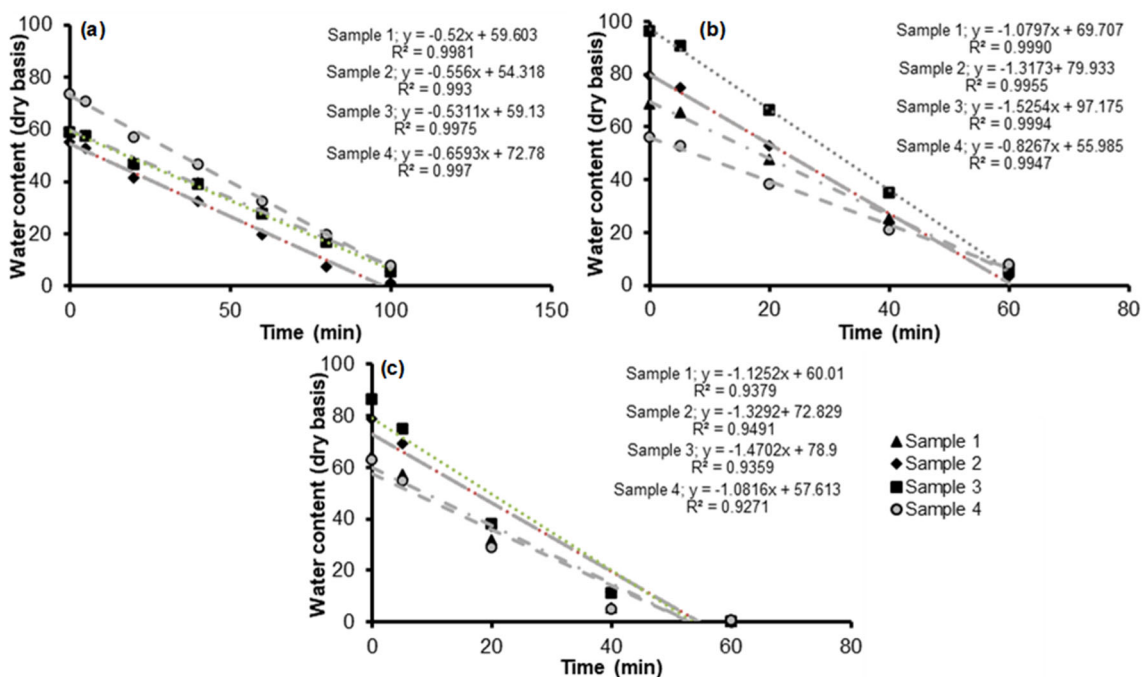 (a)
Sample 1; y = -0.52x + 59.603
R² = 0.9981
Sample 2; y = -0.556x + 54.318
R² = 0.993
Sample 3; y = -0.5311x + 59.13
R² = 0.9975
Sample 4; y = -0.6593x + 72.78
R² = 0.997
Water content (dry basis)
100
80
60
40
20
0
0
50
100
150
Time (min)
(b)
Sample 1; y = -1.0797x + 69.707
R² = 0.9990
Sample 2; y = -1.3173x + 79.933
R² = 0.9955
Sample 3; y = -1.5254x + 97.175
R² = 0.9994
Sample 4; y = -0.8267x + 55.985
R² = 0.9947
Water content (dry basis)
100
80
60
40
20
0
0
20
40
60
80
Time (min)
(c)
Sample 1; y = -1.1252x + 60.01
R² = 0.9379
Sample 2; y = -1.3292x+ 72.829
R² = 0.9491
Sample 3; y = -1.4702x + 78.9
R² = 0.9359
Sample 4; y = -1.0816x + 57.613
R² = 0.9271
Water content (dry basis)
100
80
60
40
20
0
0
20
40
60
80
Time (min)
Sample 1
Sample 2
Sample 3
Sample 4